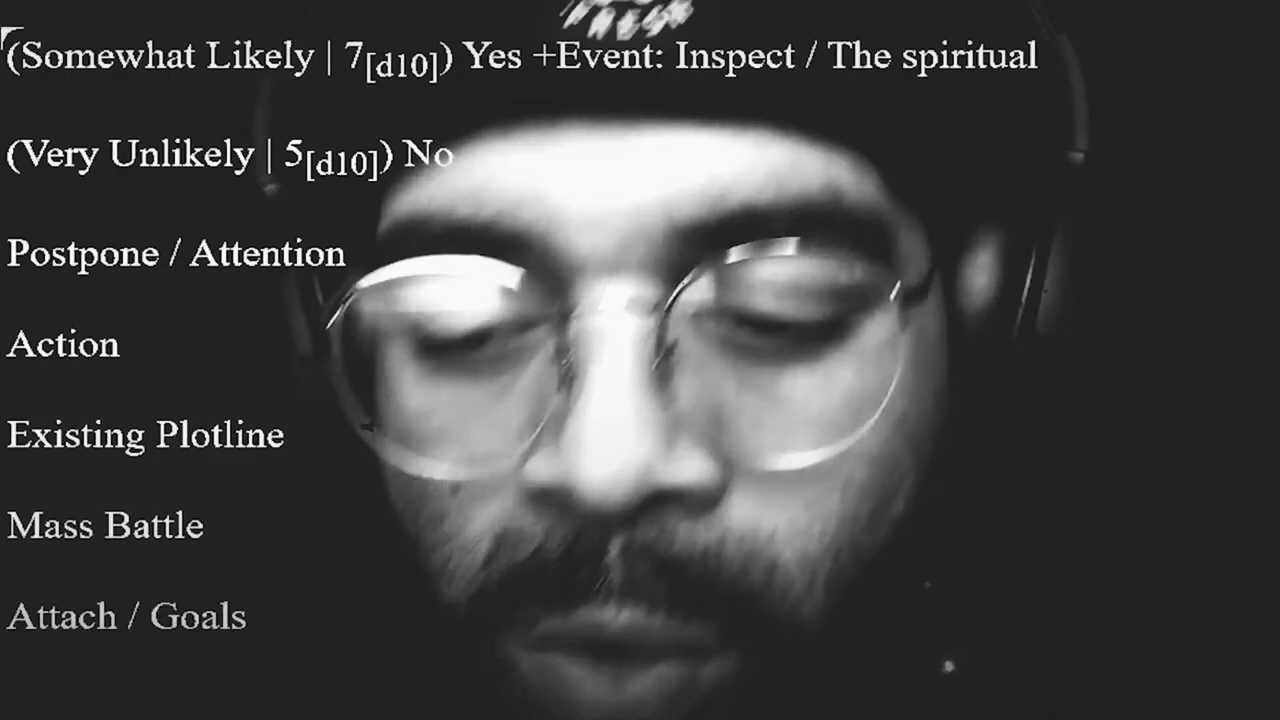 FRESH
(Somewhat Likely | 7[d10]) Yes +Event: Inspect / The spiritual
(Very Unlikely | 5[d10]) No
Postpone / Attention
Action
Existing Plotline
Mass Battle
Attach / Goals